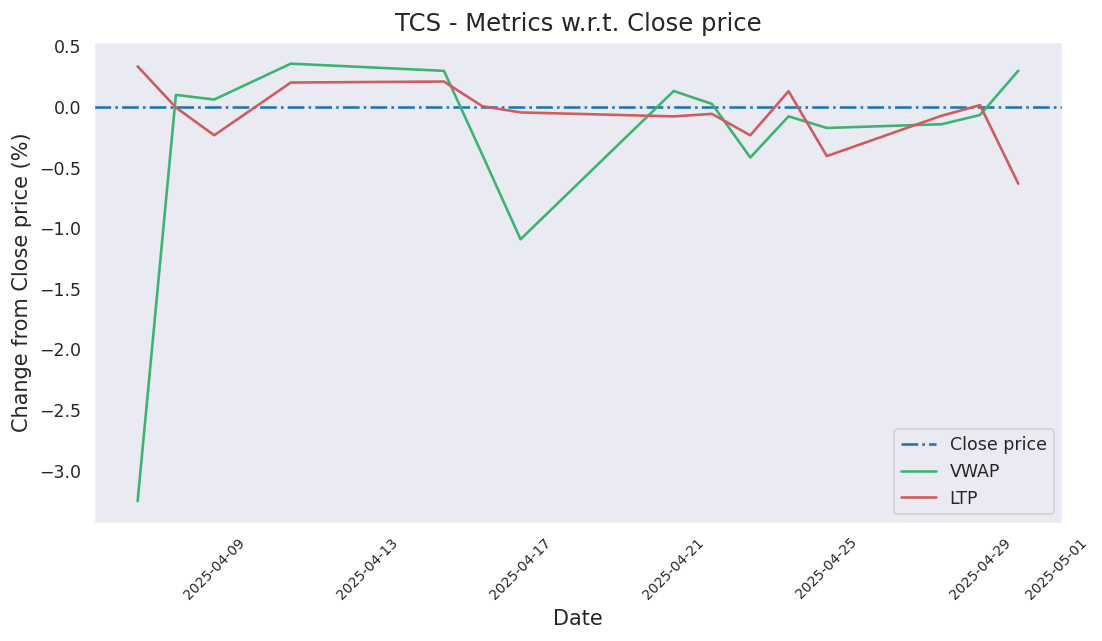 TCS - Metrics w.r.t. Close price
Change from Close price (%)
0.5
0.0
−0.5
−1.0
−1.5
−2.0
−2.5
−3.0
Close price
VWAP
LTP
2025-04-09
2025-04-13
2025-04-17
2025-04-21
2025-04-25
2025-04-29
2025-05-01
Date